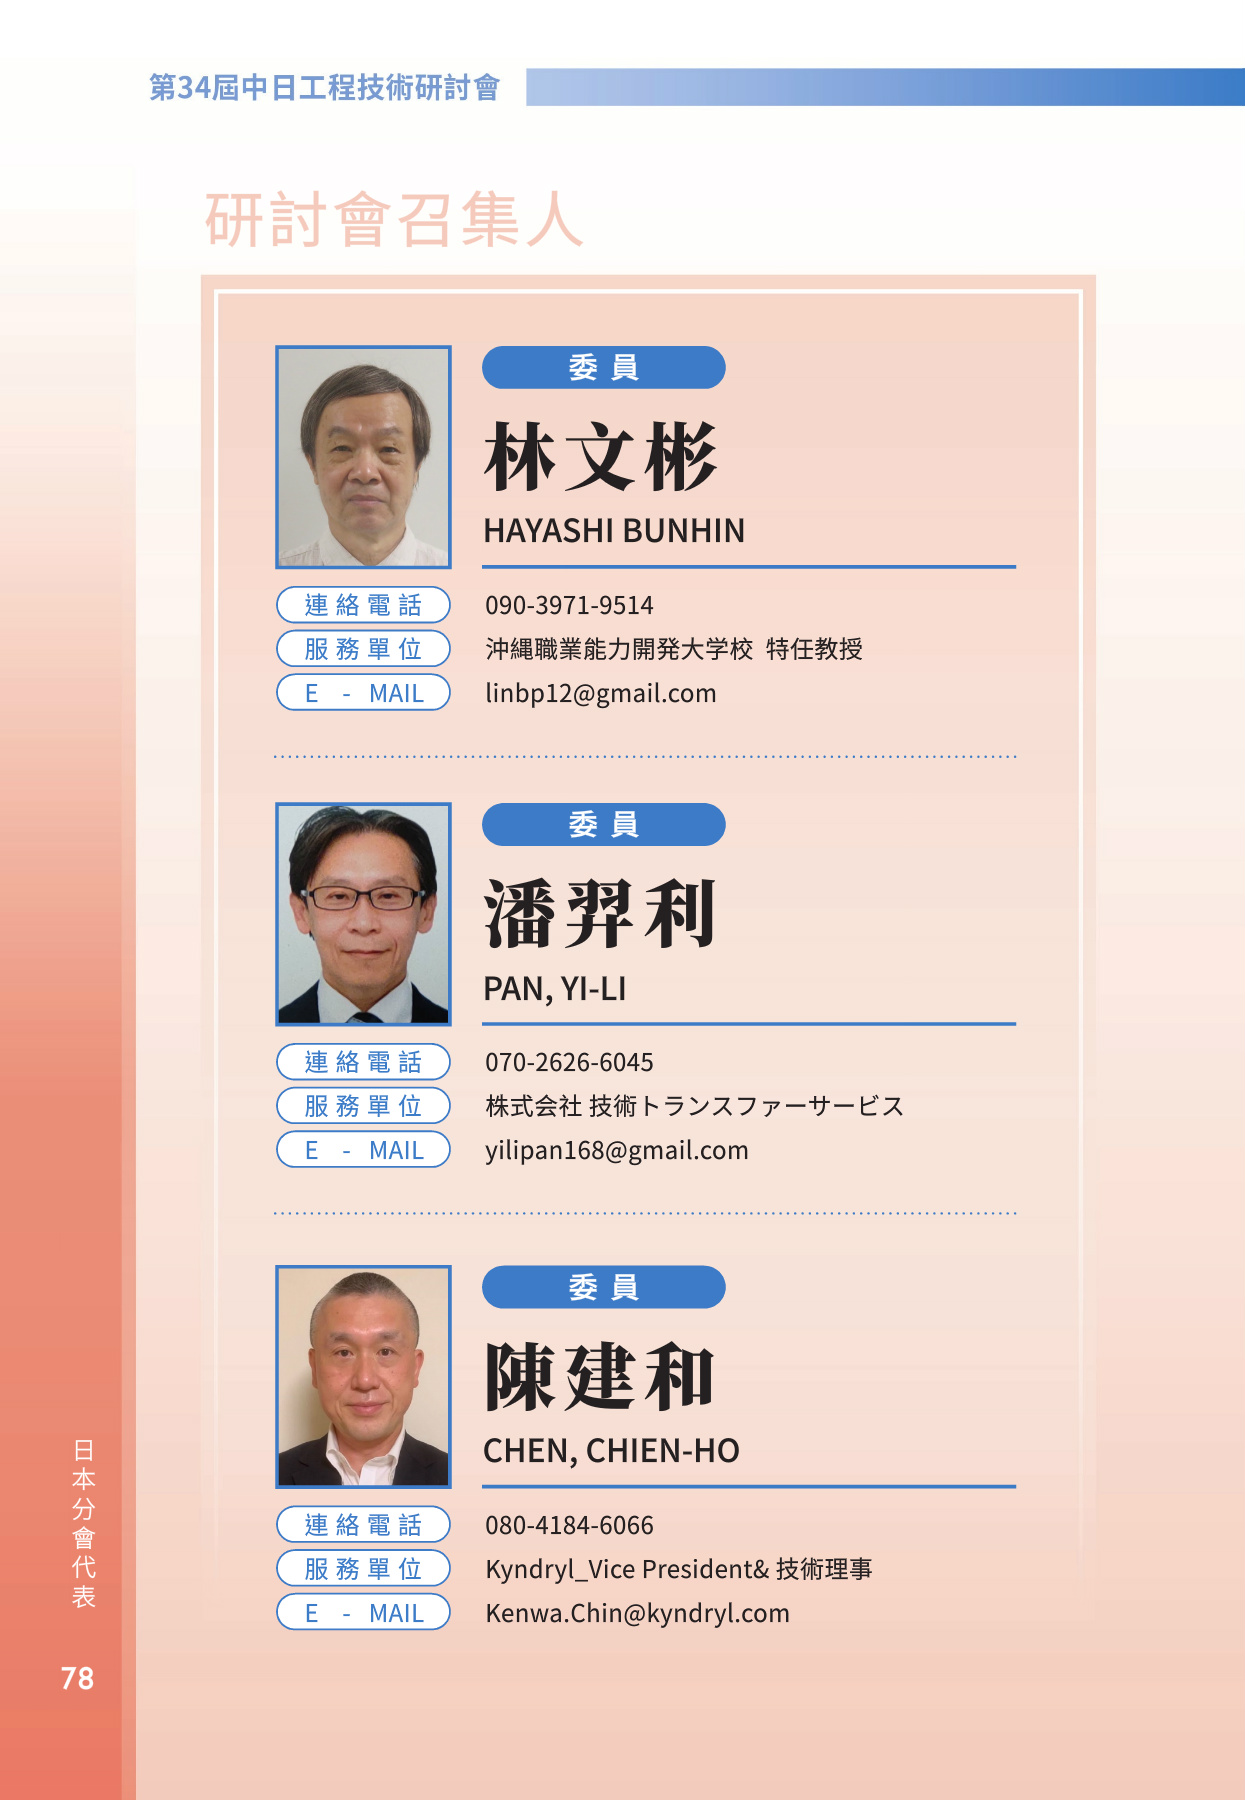 第34屆中日工程技術研討會
研討會召集人
委員
林文彬
HAYASHI BUNHIN
連絡電話 090-3971-9514
服務單位 沖縄職業能力開発大学校 特任教授
E - MAIL linbp12@gmail.com
委員
潘羿利
PAN, YI-LI
連絡電話 070-2626-6045
服務單位 株式会社 技術トランスファーサービス
E - MAIL yilipan168@gmail.com
委員
陳建和
CHEN, CHIEN-HO
連絡電話 080-4184-6066
服務單位 Kyndryl_Vice President& 技術理事
E - MAIL Kenwa.Chin@kyndryl.com
日本分會代表
78